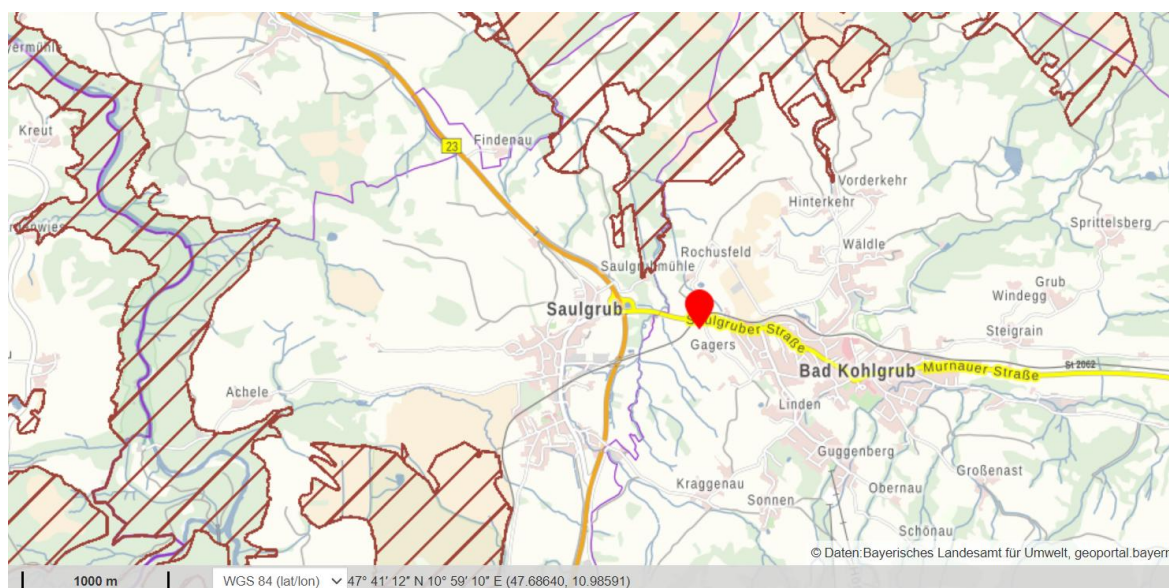 Kreut
Findenau
23
Vorderkehr
Hinterkehr
Sprittelsberg
Wäldle
Rochusfeld
Saulgrubmühle
Grub
Windegg
Saulgrub
Saulgruber Straße
Steigrain
Gagers
St 2062
Bad Kohlgrub
Murnauer Straße
Achele
Linden
Guggenberg
Großenast
Kraggenau
Obernau
Sonnen
Schönau
© Daten:Bayerisches Landesamt für Umwelt, geoportal.bayern
1000 m
WGS 84 (lat/lon)
47° 41' 12" N 10° 59' 10" E (47.68640, 10.98591)